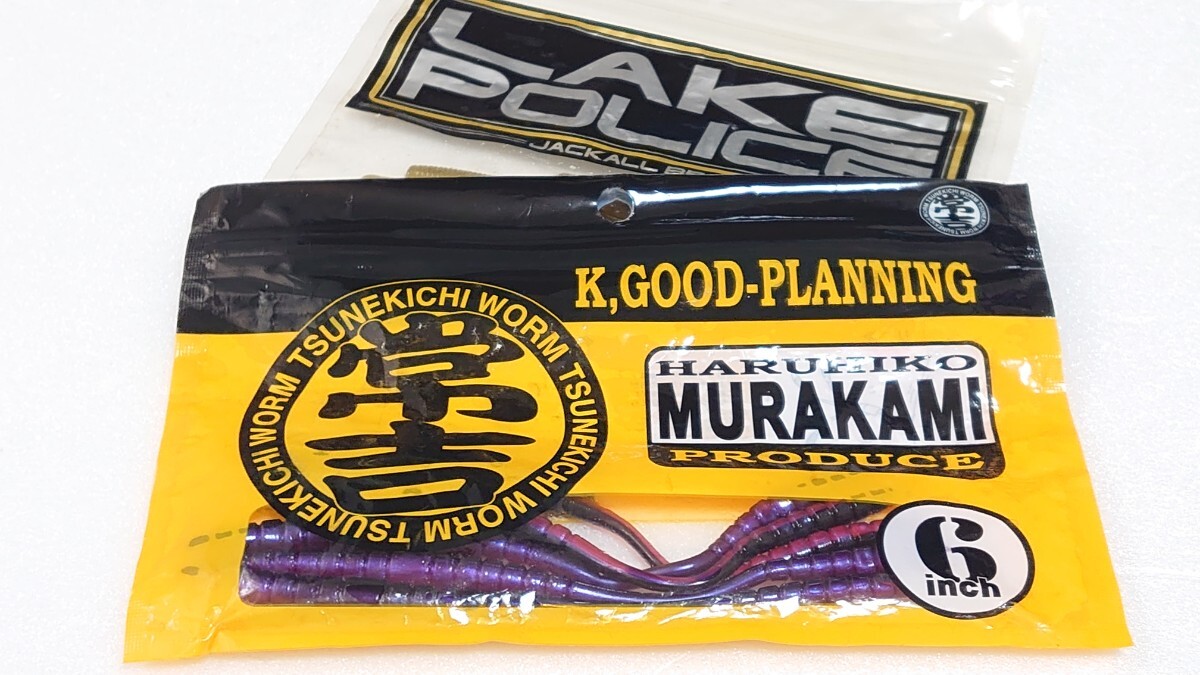 LAKE
POLICE
JACKALL
K,GOOD-PLANNING
TSUNEKICHI WORM TSUNEKICHI WORM TSUNEKICHI WORM
常吉
HARUHIKO
MURAKAMI
PRODUCE
6
inch